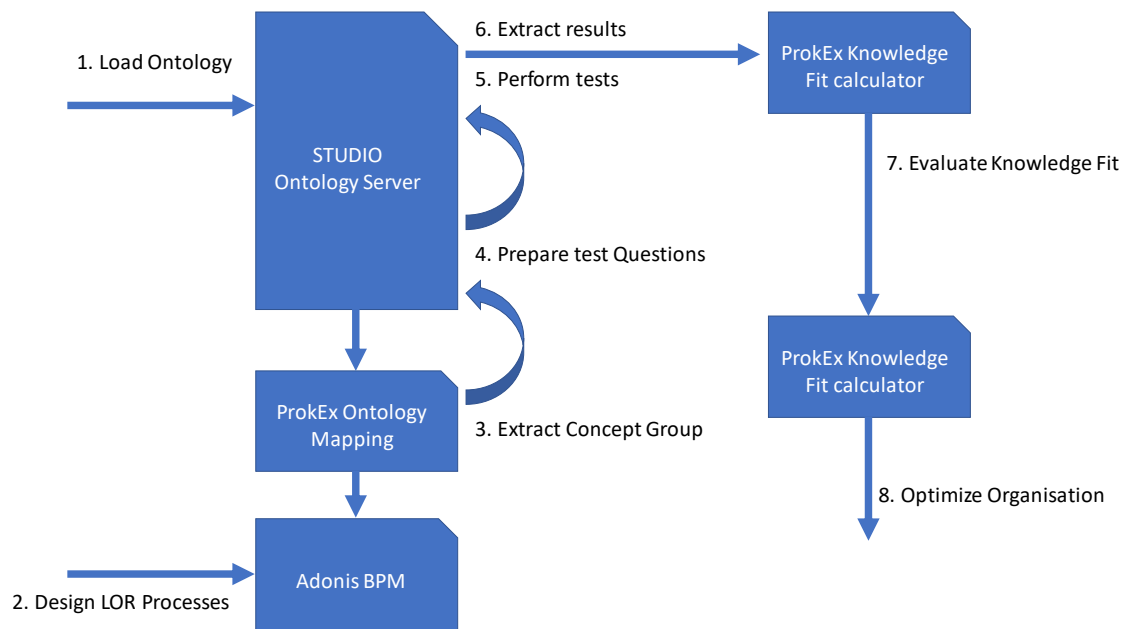 6. Extract results
1. Load Ontology
5. Perform tests
ProkEx Knowledge
Fit calculator
STUDIO
Ontology Server
7. Evaluate Knowledge Fit
4. Prepare test Questions
ProkEx Knowledge
Fit calculator
ProkEx Ontology
Mapping
3. Extract Concept Group
8. Optimize Organisation
Adonis BPM
2. Design LOR Processes